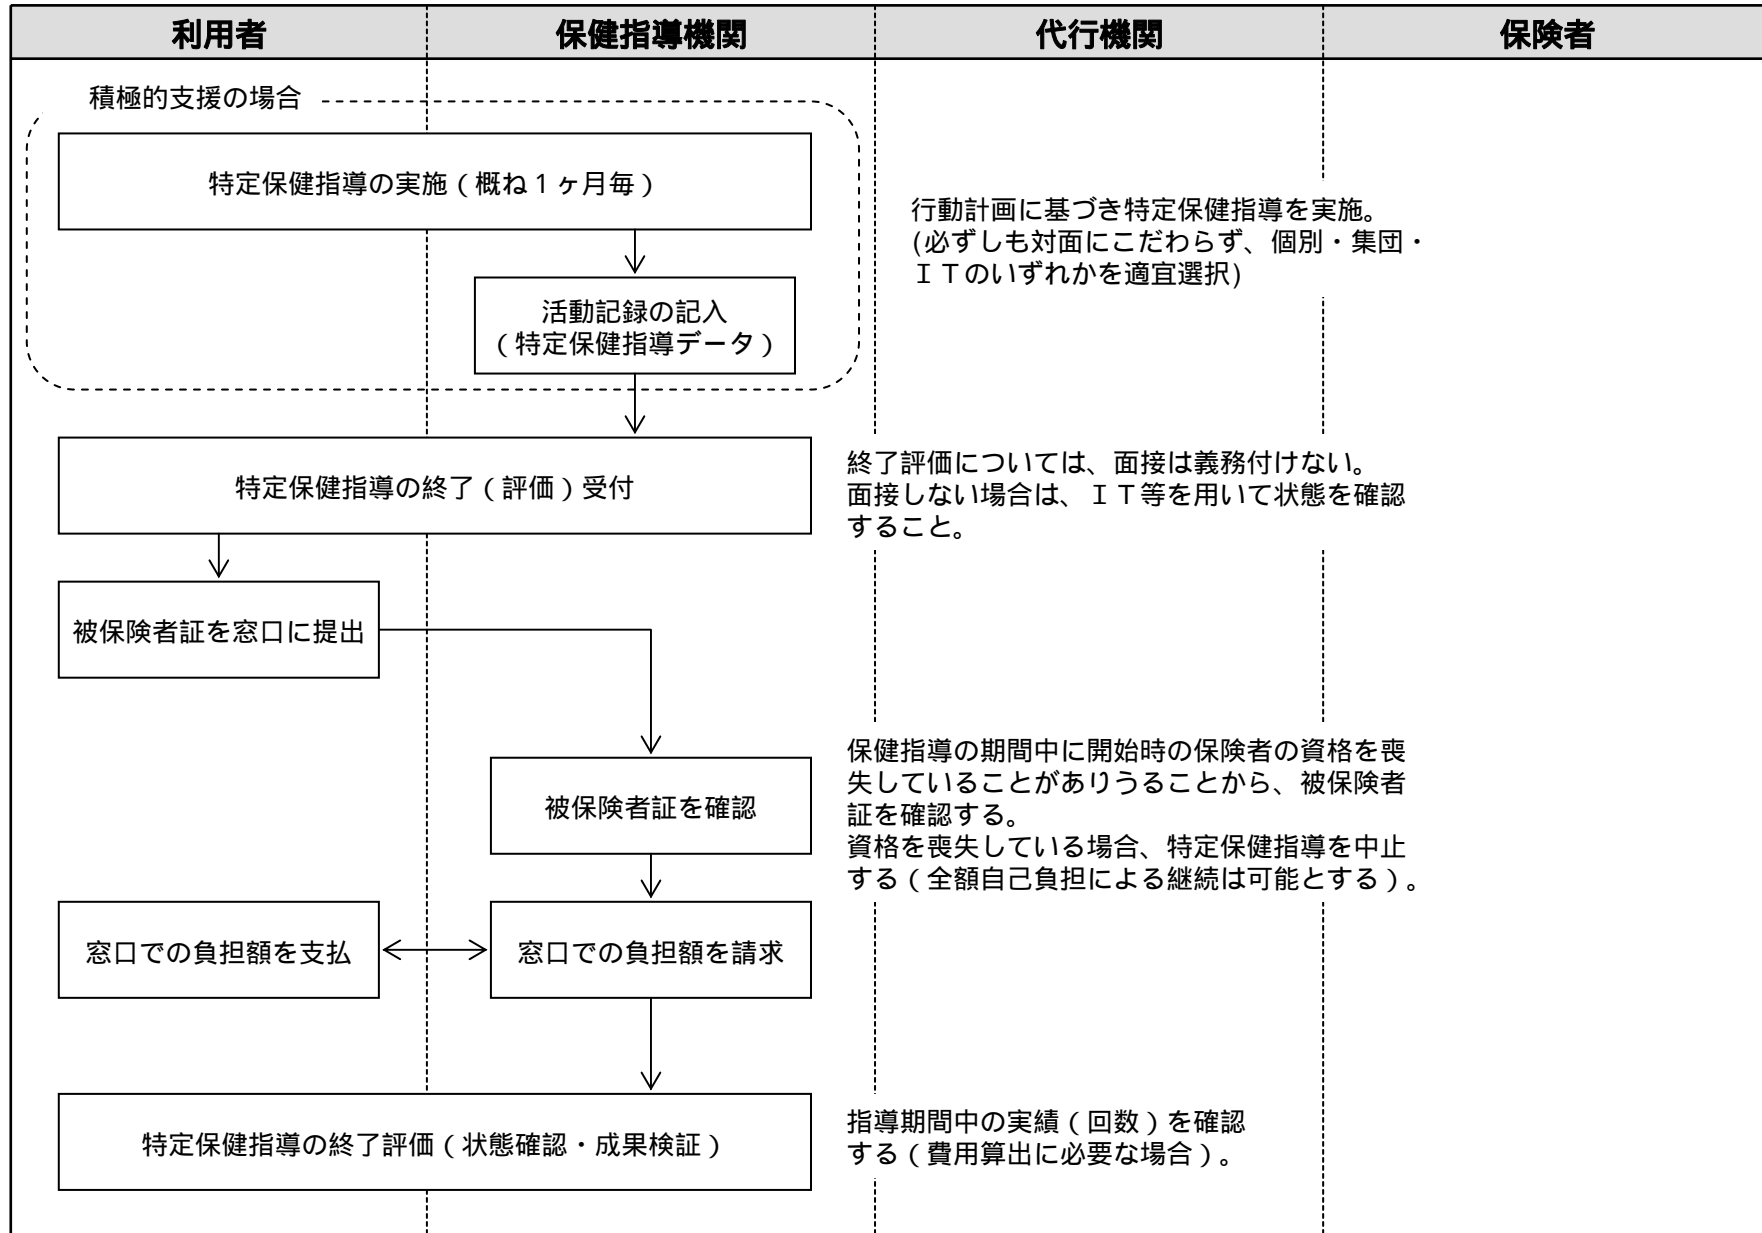 利用者
保健指導機関
代行機関
保険者
積極的支援の場合
特定保健指導の実施（概ね１ヶ月毎）
行動計画に基づき特定保健指導を実施。
(必ずしも対面にこだわらず、個別・集団・
ＩＴのいずれかを適宜選択)
活動記録の記入
（特定保健指導データ）
特定保健指導の終了（評価）受付
終了評価については、面接は義務付けない。
面接しない場合は、ＩＴ等を用いて状態を確認
すること。
被保険者証を窓口に提出
被保険者証を確認
保健指導の期間中に開始時の保険者の資格を喪
失していることがありうることから、被保険者
証を確認する。
資格を喪失している場合、特定保健指導を中止
する（全額自己負担による継続は可能とする）。
窓口での負担額を支払
窓口での負担額を請求
特定保健指導の終了評価（状態確認・成果検証）
指導期間中の実績（回数）を確認
する（費用算出に必要な場合）。